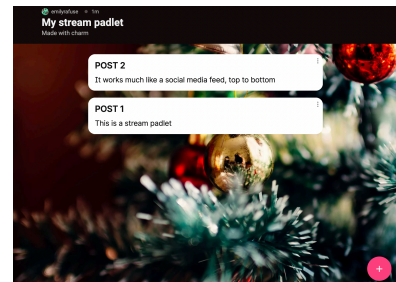 emilyrafuse + 1m
My stream padlet
Made with charm
POST 2
It works much like a social media feed, top to bottom
POST 1
This is a stream padlet
+